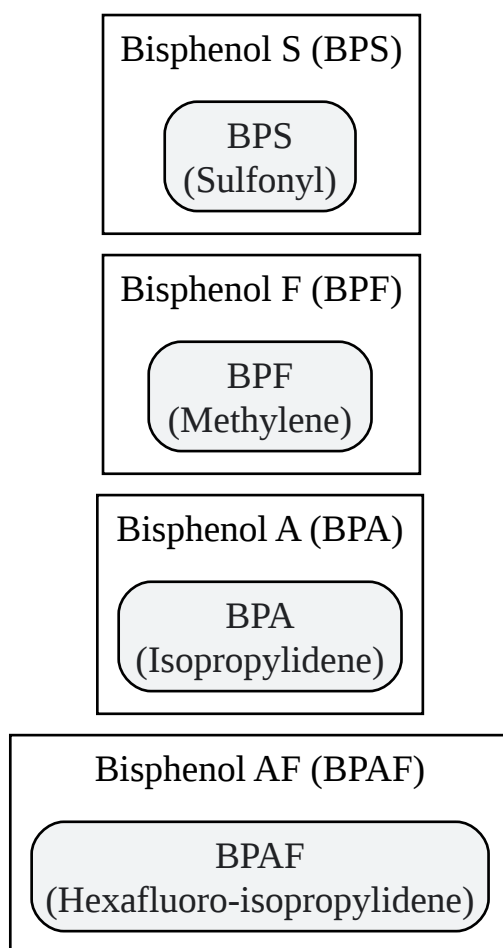 Bisphenol S (BPS)
BPS
(Sulfonyl)
Bisphenol F (BPF)
BPF
(Methylene)
Bisphenol A (BPA)
BPA
(Isopropylidene)
Bisphenol AF (BPAF)
BPAF
(Hexafluoro-isopropylidene)